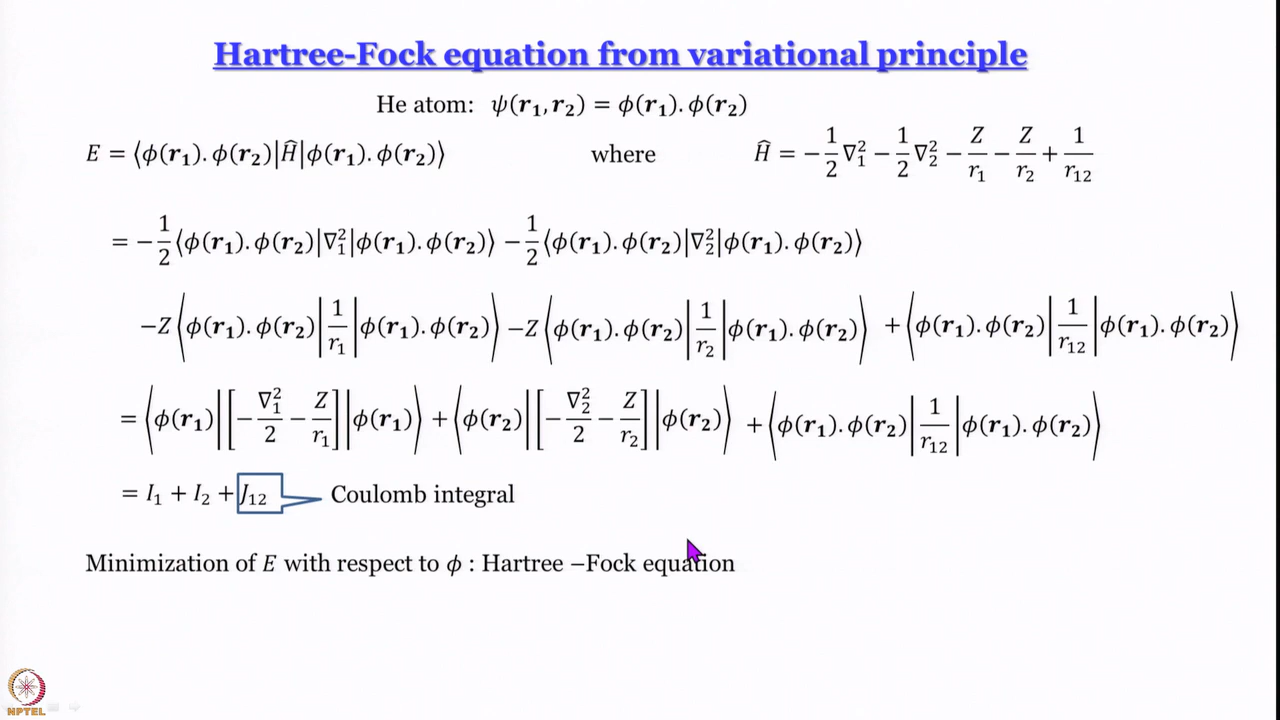 Hartree-Fock equation from variational principle
He atom: ψ(r₁, r₂) = ϕ(r₁). ϕ(r₂)
E = ⟨ϕ(r₁). ϕ(r₂)|Ĥ|ϕ(r₁). ϕ(r₂)⟩ where Ĥ = −1/2 ∇₁² − 1/2 ∇₂² − Z/r₁ − Z/r₂ + 1/r₁₂
= −1/2 ⟨ϕ(r₁). ϕ(r₂)|∇₁²|ϕ(r₁). ϕ(r₂)⟩ − 1/2 ⟨ϕ(r₁). ϕ(r₂)|∇₂²|ϕ(r₁). ϕ(r₂)⟩
−Z ⟨ϕ(r₁). ϕ(r₂)|1/r₁|ϕ(r₁). ϕ(r₂)⟩ −Z ⟨ϕ(r₁). ϕ(r₂)|1/r₂|ϕ(r₁). ϕ(r₂)⟩ + ⟨ϕ(r₁). ϕ(r₂)|1/r₁₂|ϕ(r₁). ϕ(r₂)⟩
= ⟨ϕ(r₁)|[−∇₁²/2 − Z/r₁]|ϕ(r₁)⟩ + ⟨ϕ(r₂)|[−∇₂²/2 − Z/r₂]|ϕ(r₂)⟩ + ⟨ϕ(r₁). ϕ(r₂)|1/r₁₂|ϕ(r₁). ϕ(r₂)⟩
= I₁ + I₂ + J₁₂ Coulomb integral
Minimization of E with respect to ϕ : Hartree −Fock equation
NPTEL